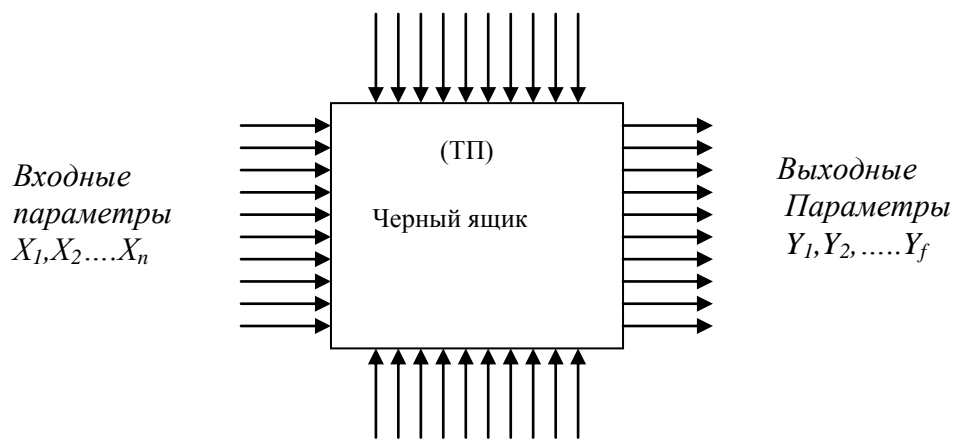 (ТП)
Черный ящик
Входные
параметры
X1,X2....Xn
Выходные
Параметры
Y1,Y2,.....Yf